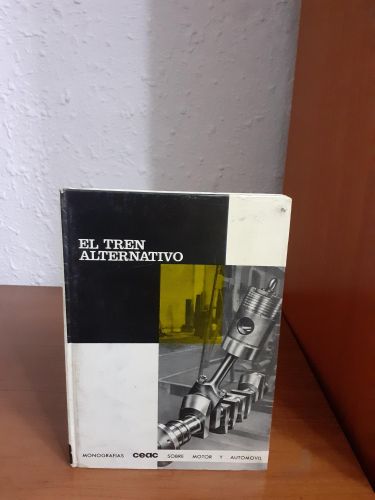 EL TREN
ALTERNATIVO
MONOGRAFIAS ceac SOBRE MOTOR Y AUTOMOVIL